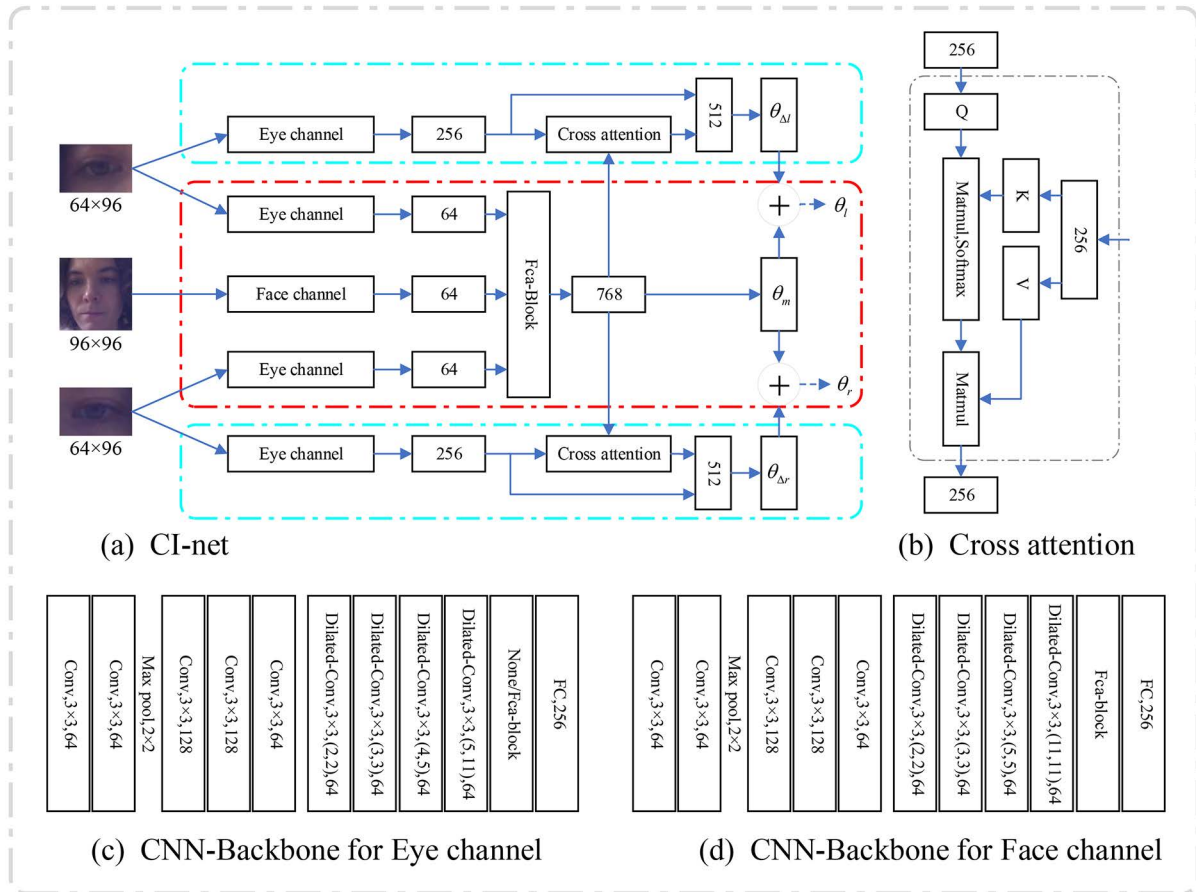 64×96
96×96
64×96
Eye channel
256
Cross attention
512
θΔl
Eye channel
64
Face channel
64
Eye channel
64
Fca-Block
768
θm
+
θl
+
θr
Eye channel
256
Cross attention
512
θΔr
(a) CI-net
256
Q
Matmul,Softmax
K
V
256
Matmul
256
(b) Cross attention
Conv,3×3,64
Conv,3×3,64
Max pool,2×2
Conv,3×3,128
Conv,3×3,128
Conv,3×3,64
Dilated-Conv,3×3,(2,2),64
Dilated-Conv,3×3,(3,3),64
Dilated-Conv,3×3,(4,5),64
Dilated-Conv,3×3,(5,11),64
None/Fca-block
FC,256
(c) CNN-Backbone for Eye channel
Conv,3×3,64
Conv,3×3,64
Max pool,2×2
Conv,3×3,128
Conv,3×3,128
Conv,3×3,64
Dilated-Conv,3×3,(2,2),64
Dilated-Conv,3×3,(3,3),64
Dilated-Conv,3×3,(5,5),64
Dilated-Conv,3×3,(11,11),64
Fca-block
FC,256
(d) CNN-Backbone for Face channel